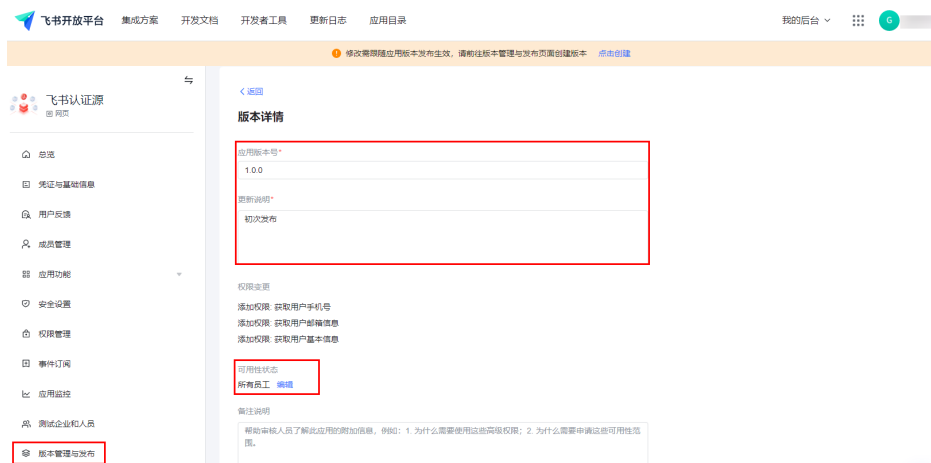 飞书开放平台 集成方案 开发文档 开发者工具 更新日志 应用目录 我的后台 G
修改需跟随应用版本发布生效，请前往版本管理与发布页面创建版本 点击创建
飞书认证源
网页
总览
凭证与基础信息
用户反馈
成员管理
应用功能
安全设置
权限管理
事件订阅
应用监控
测试企业和人员
版本管理与发布
返回
版本详情
应用版本号*
1.0.0
更新说明*
初次发布
权限变更
添加权限: 获取用户手机号
添加权限: 获取用户邮箱信息
添加权限: 获取用户基本信息
可用性状态
所有员工 编辑
备注说明
帮助审核人员了解此应用的附加信息，例如：1. 为什么需要使用这些高级权限；2. 为什么需要申请这些可用性范
围。